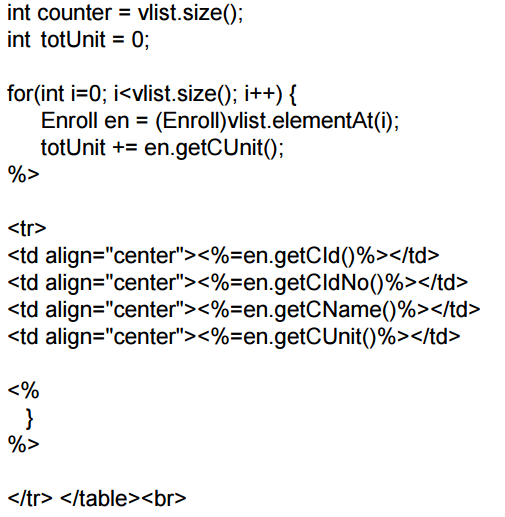 int counter = vlist.size();
int totUnit = 0;
for(int i=0; i<vlist.size(); i++) {
Enroll en = (Enroll)vlist.elementAt(i);
totUnit += en.getCUnit();
%>
<tr>
<td align="center"><%=en.getCId()%></td>
<td align="center"><%=en.getCIdNo()%></td>
<td align="center"><%=en.getCName()%></td>
<td align="center"><%=en.getCUnit()%></td>
<%
}
%>
</tr> </table><br>